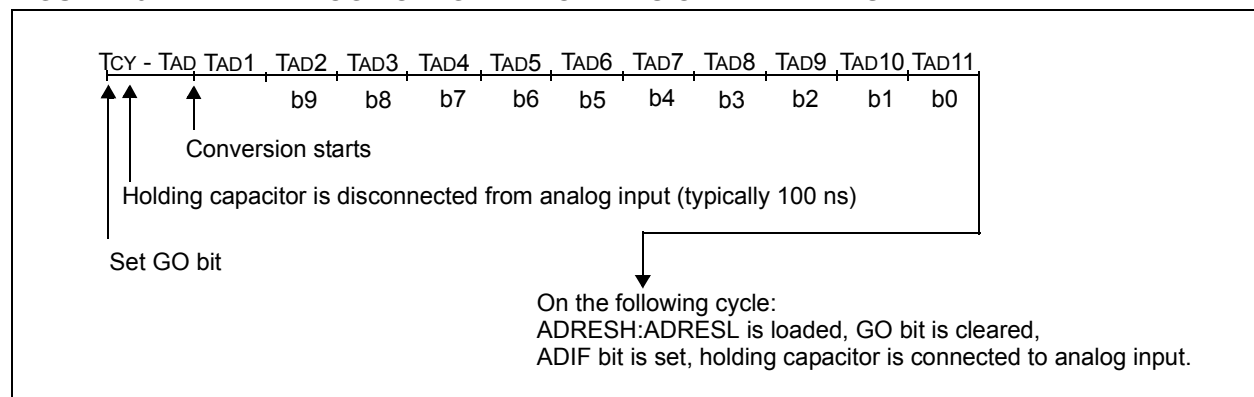 TCY - TAD TAD1 TAD2 TAD3 TAD4 TAD5 TAD6 TAD7 TAD8 TAD9 TAD10 TAD11
b9 b8 b7 b6 b5 b4 b3 b2 b1 b0
Conversion starts
Holding capacitor is disconnected from analog input (typically 100 ns)
Set GO bit
On the following cycle:
ADRESH:ADRESL is loaded, GO bit is cleared,
ADIF bit is set, holding capacitor is connected to analog input.